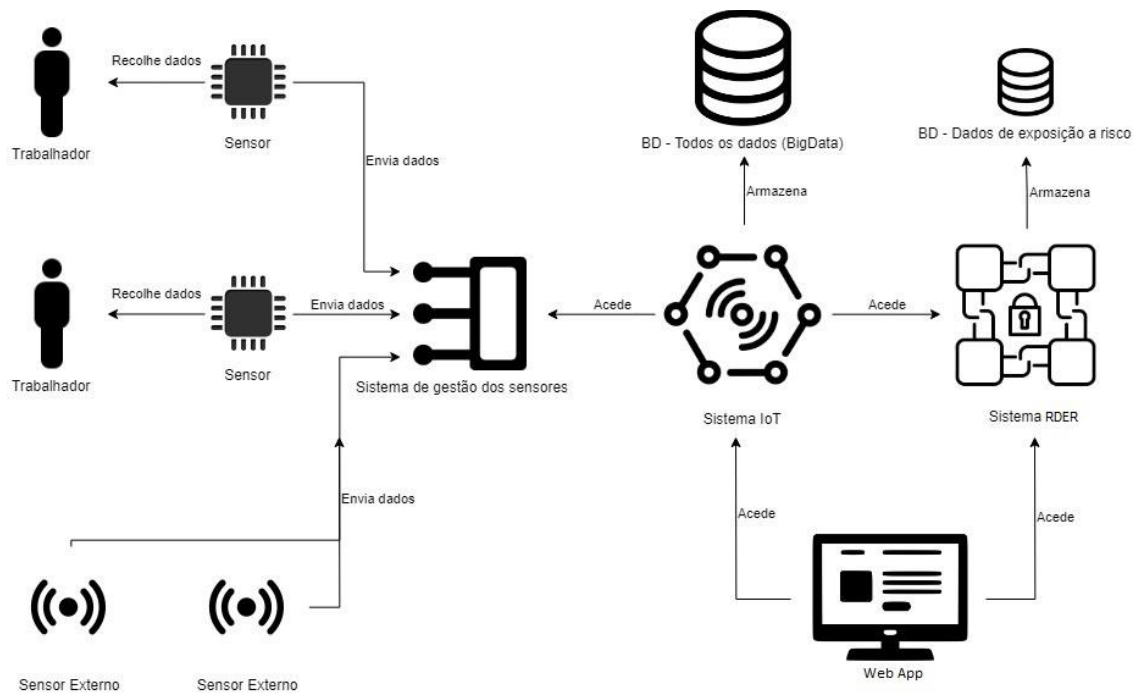 Recolhe dados
Trabalhador
Sensor
Envia dados
BD - Todos os dados (BigData)
BD - Dados de exposição a risco
Armazena
Armazena
Recolhe dados
Envia dados
Trabalhador
Sensor
Sistema de gestão dos sensores
Acede
Acede
Sistema IoT
Sistema RDER
Envia dados
Acede
Acede
Sensor Externo
Sensor Externo
Web App